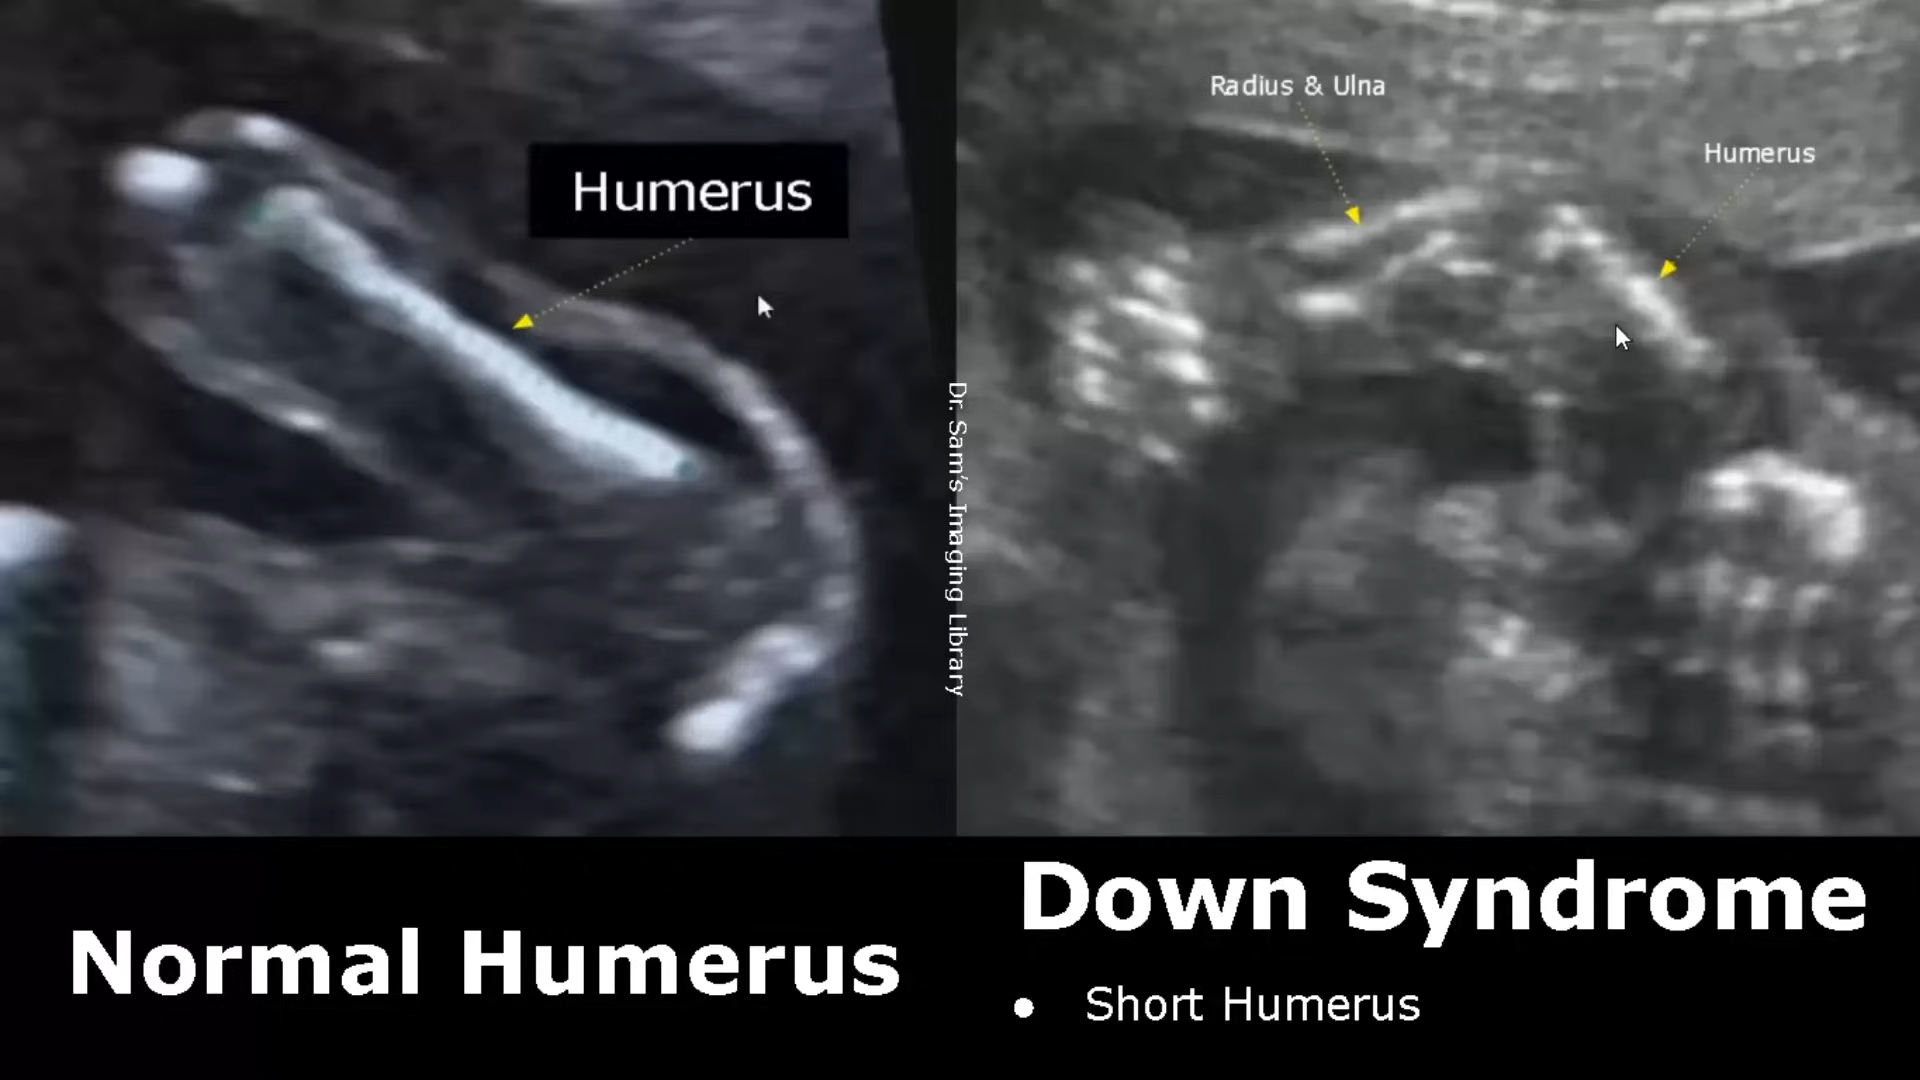 Humerus
Radius & Ulna
Humerus
Dr. Sam's Imaging Library
Normal Humerus
Down Syndrome
• Short Humerus